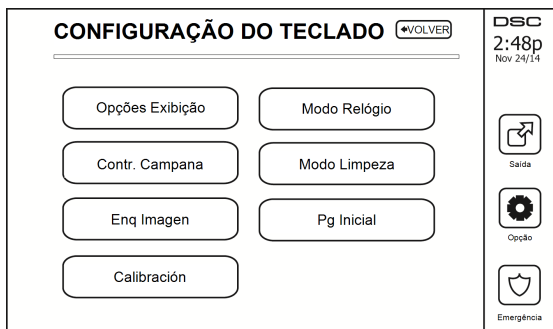 CONFIGURAÇÃO DO TECLADO
VOLVER
DSC
2:48p
Nov 24/14
Opções Exibição
Modo Relógio
Contr. Campana
Modo Limpeza
Enq Imagen
Pg Inicial
Calibración
Saída
Opção
Emergência